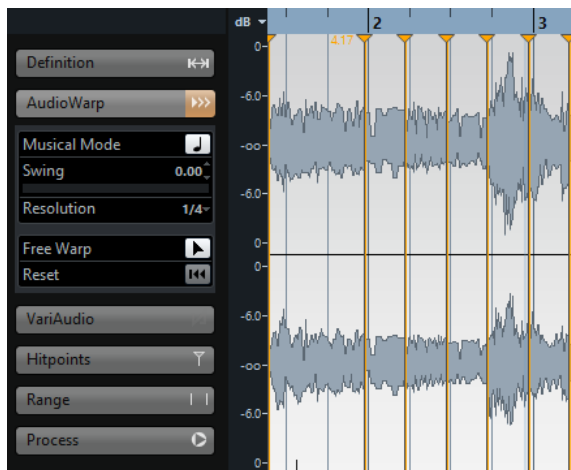 dB
2
3
4.17
Definition
AudioWarp
Musical Mode
Swing 0.00
Resolution 1/4
Free Warp
Reset
VariAudio
Hitpoints
Range
Process
0-
-6.0-
-oo-
-6.0-
0-
0-
-6.0-
-oo-
-6.0-
0-